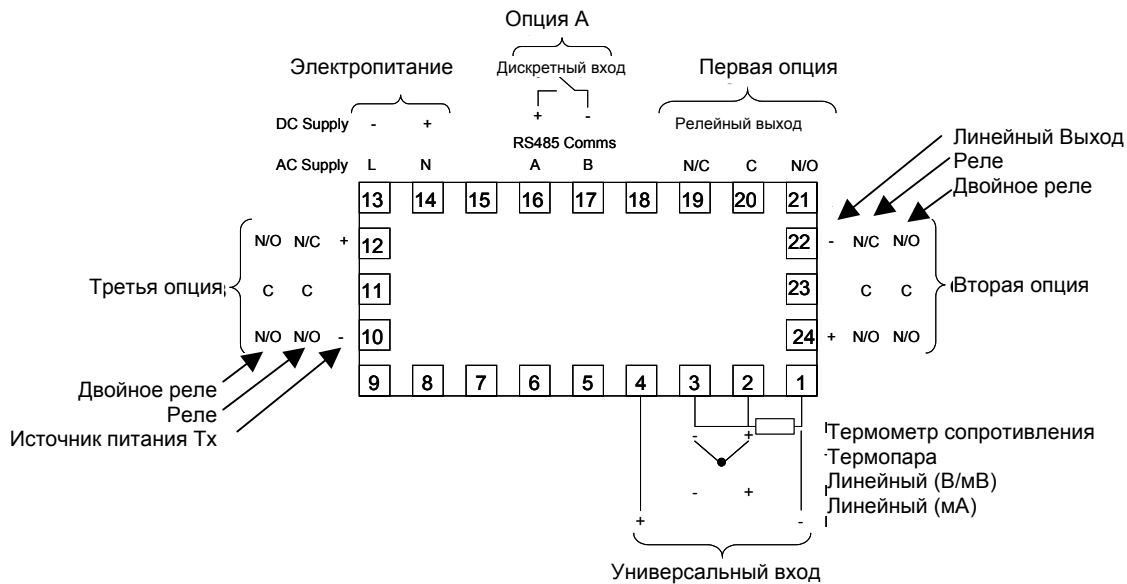 Опция А
Электропитание Дискретный вход Первая опция
DC Supply - + + - Релейный выход
RS485 Comms
AC Supply L N A B N/C C N/O
Линейный Выход
Реле
Двойное реле
13 14 15 16 17 18 19 20 21
N/O N/C + 12 22 - N/C N/O
Третья опция C C 11 23 C C Вторая опция
N/O N/O - 10 24 + N/O N/O
9 8 7 6 5 4 3 2 1
Двойное реле
Реле
Источник питания Tx
- + Термометр сопротивления
Термопара
- + Линейный (В/мВ)
+ - Линейный (мА)
Универсальный вход